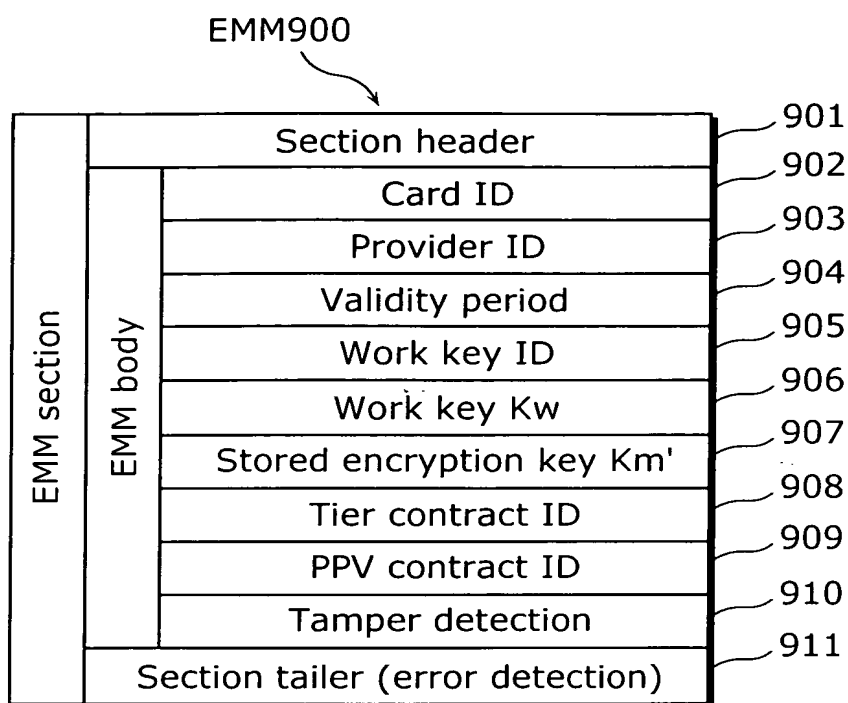 EMM900
Section header
901
Card ID
902
Provider ID
903
Validity period
904
Work key ID
905
Work key Kw
906
Stored encryption key Km'
907
Tier contract ID
908
PPV contract ID
909
Tamper detection
910
Section tailer (error detection)
911
EMM section
EMM body